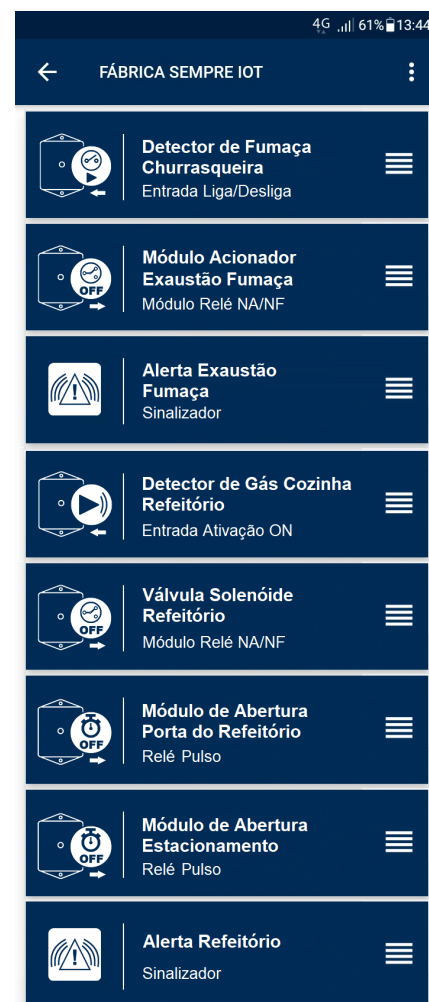 4G 61% 13:44
FÁBRICA SEMPRE IOT
Detector de Fumaça
Churrasqueira
Entrada Liga/Desliga
OFF
Módulo Acionador
Exaustão Fumaça
Módulo Relé NA/NF
Alerta Exaustão
Fumaça
Sinalizador
Detector de Gás Cozinha
Refeitório
Entrada Ativação ON
OFF
Válvula Solenóide
Refeitório
Módulo Relé NA/NF
OFF
Módulo de Abertura
Porta do Refeitório
Relé Pulso
OFF
Módulo de Abertura
Estacionamento
Relé Pulso
Alerta Refeitório
Sinalizador